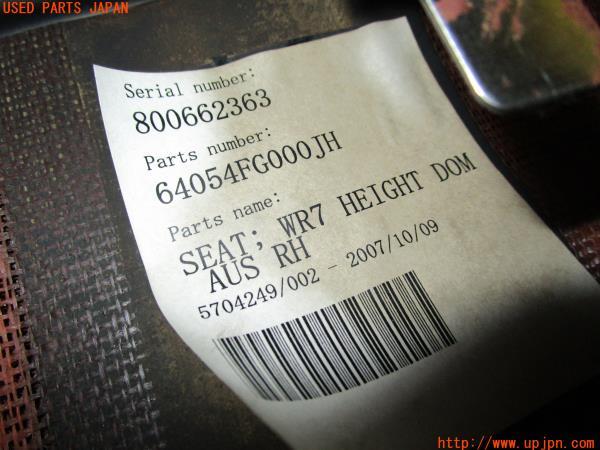 USED PARTS JAPAN
Serial number:
800662363
Parts number:
64054FG000JH
Parts name:
SEAT; WR7 HEIGHT DOM
AUS RH
5704249/002 - 2007/10/09
http://www.upjpn.com/